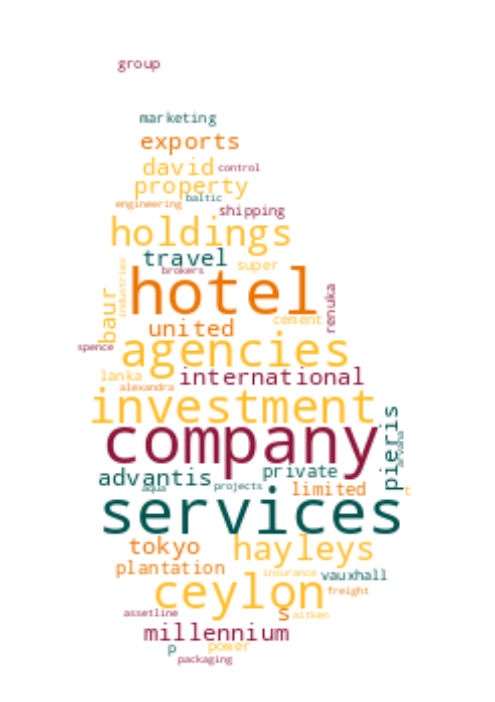 group
marketing
exports
david control
property
engineering baltic
shipping
holdings
travel
brokers super
industries
hotel
renuka
baur
united cement
spence
agencies
lanka international
alexandra
investment
company
pieris
arvana
advantis private
aqua projects limited t
services
tokyo hayleys
plantation insurance vauxhall
ceylon freight
assetline s aitken
millennium
p power
packaging